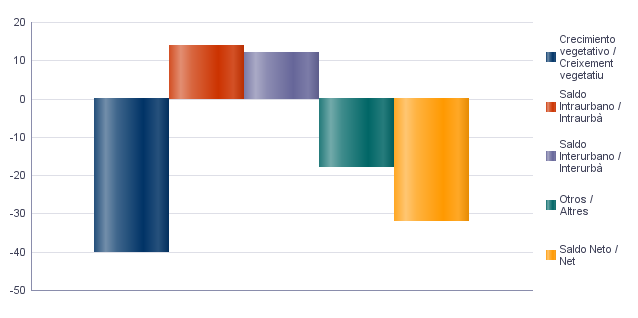 20
10
0
-10
-20
-30
-40
-50
Crecimiento
vegetativo /
Creixement
vegetatiu
Saldo
Intraurbano /
Intraurbà
Saldo
Interurbano /
Interurbà
Otros /
Altres
Saldo Neto /
Net